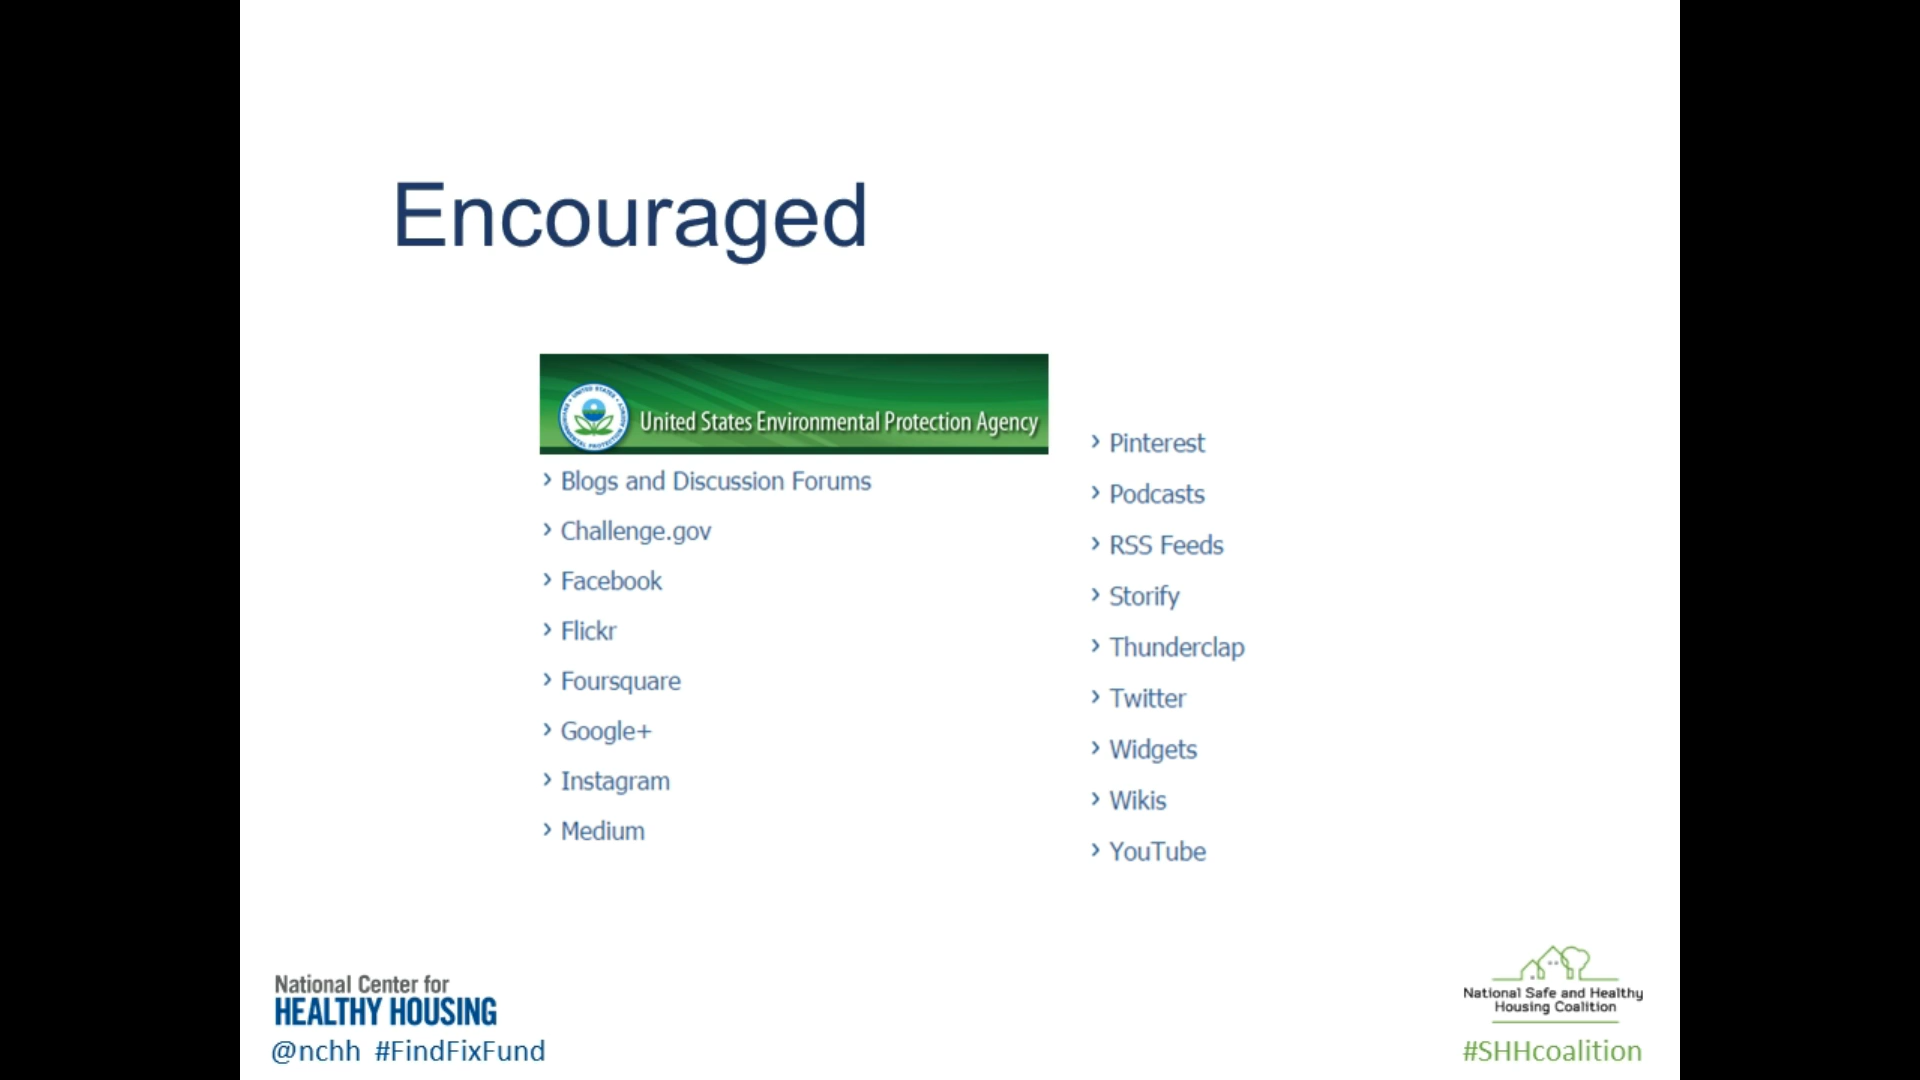 Encouraged
United States Environmental Protection Agency
› Blogs and Discussion Forums
› Challenge.gov
› Facebook
› Flickr
› Foursquare
› Google+
› Instagram
› Medium
› Pinterest
› Podcasts
› RSS Feeds
› Storify
› Thunderclap
› Twitter
› Widgets
› Wikis
› YouTube
National Center for
HEALTHY HOUSING
@nchh #FindFixFund
National Safe and Healthy
Housing Coalition
#SHHcoalition